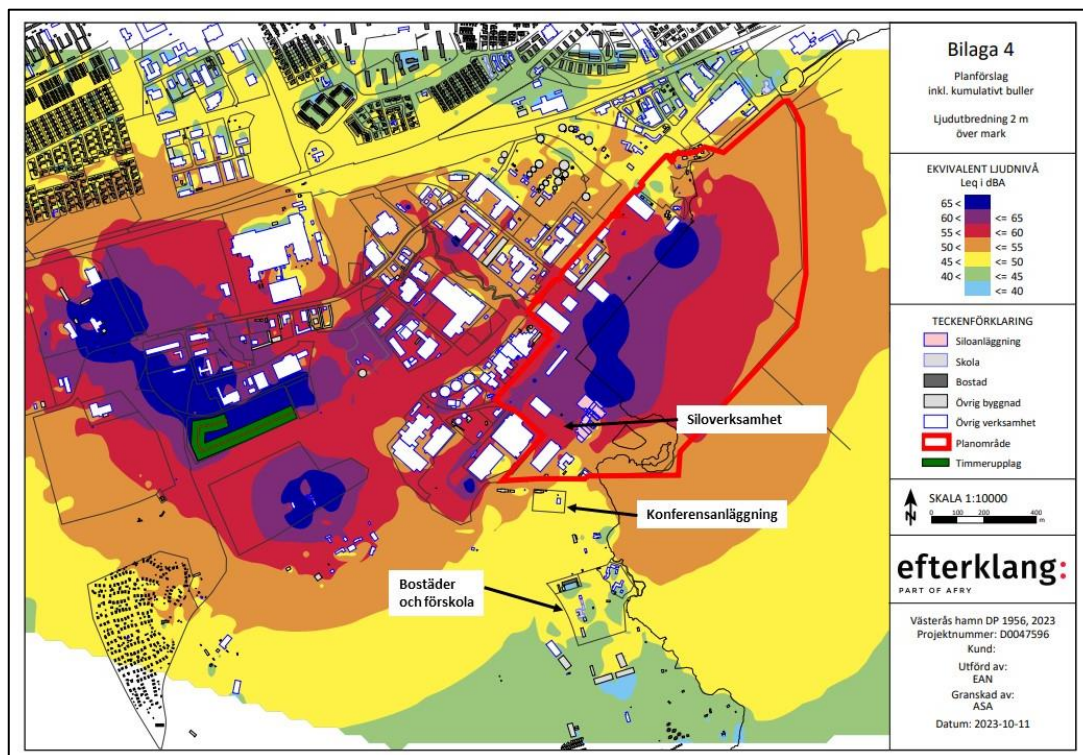 Siloverksamhet
Konferensanläggning
Bostäder
och förskola
Bilaga 4
Planförslag
inkl. kumulativt buller
Ljudutbredning 2 m
över mark
EKVIVALENT LJUDNIVÅ
Leq i dBA
65 <
60 < <= 65
55 < <= 60
50 < <= 55
45 < <= 50
40 < <= 45
<= 40
TECKENFÖRKLARING
Siloanläggning
Skola
Bostad
Övrig byggnad
Övrig verksamhet
Planområde
Timmerupplag
N
SKALA 1:10000
0 100 200 400
m
efterklang:
PART OF AFRY
Västerås hamn DP 1956, 2023
Projektnummer: D0047596
Kund:
Utförd av:
EAN
Granskad av:
ASA
Datum: 2023-10-11